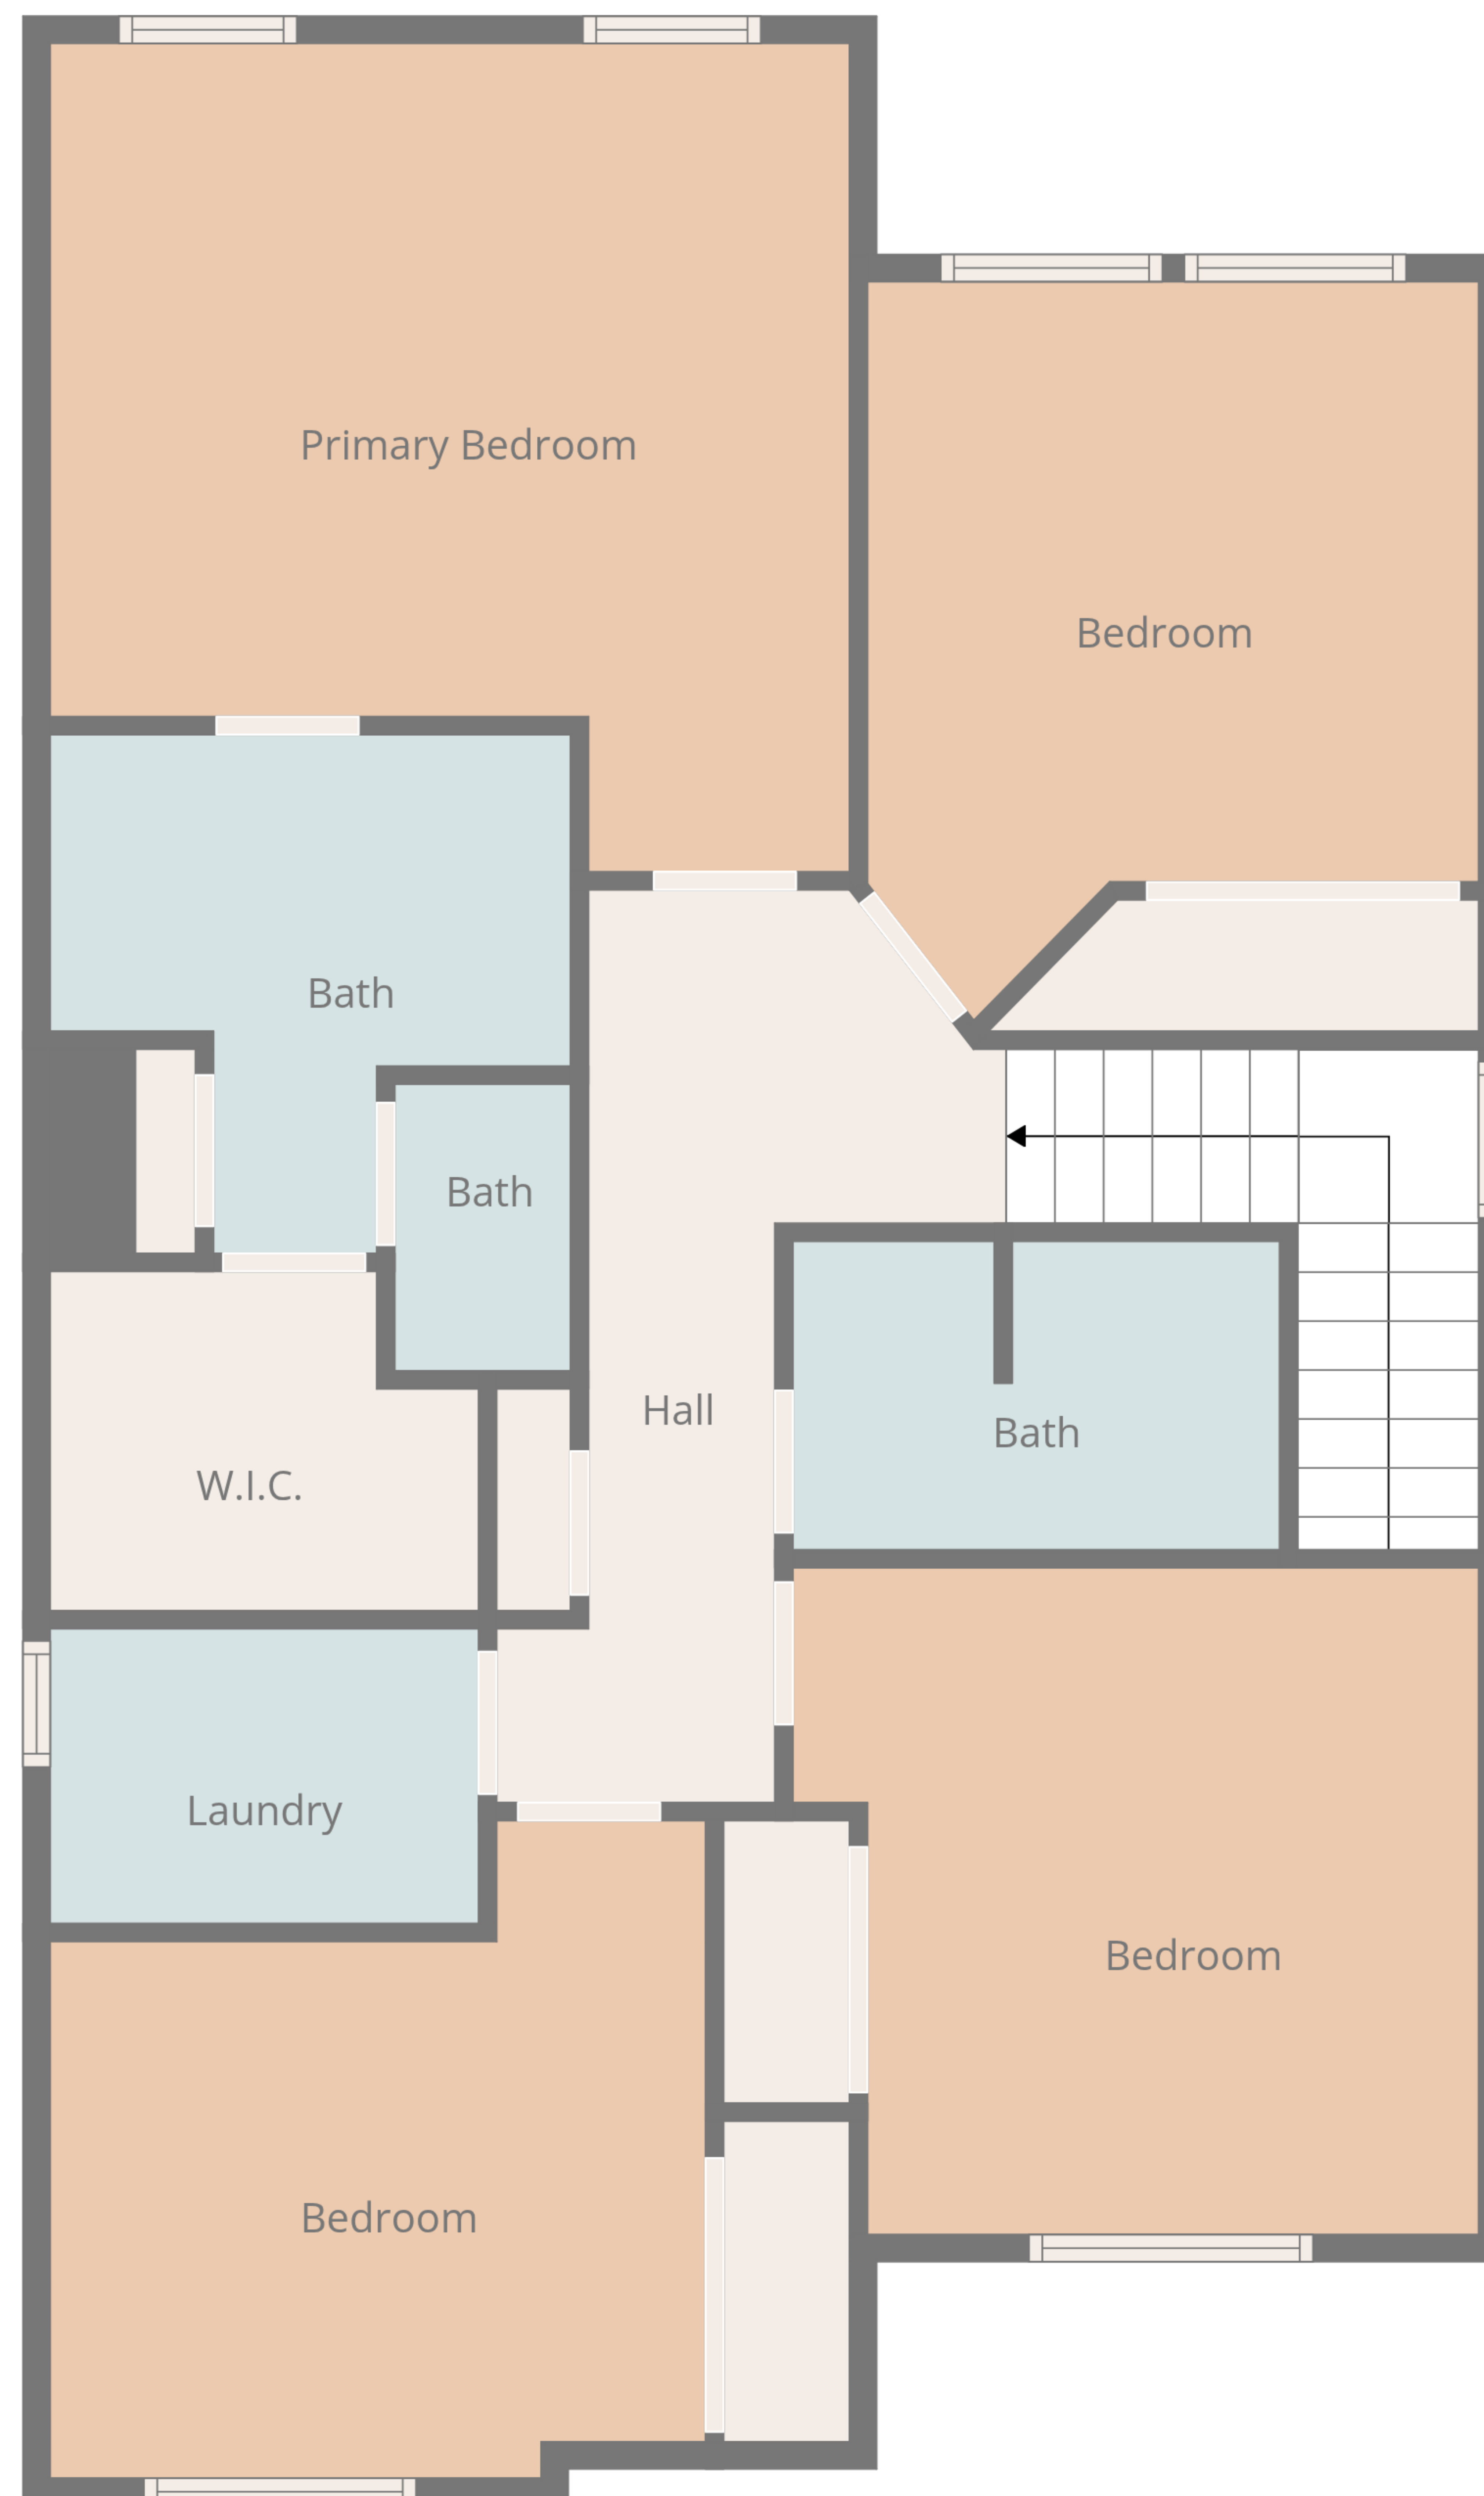 Primary Bedroom
Bedroom
Bath
Bath
Hall
Bath
W.I.C.
Laundry
Bedroom
Bedroom